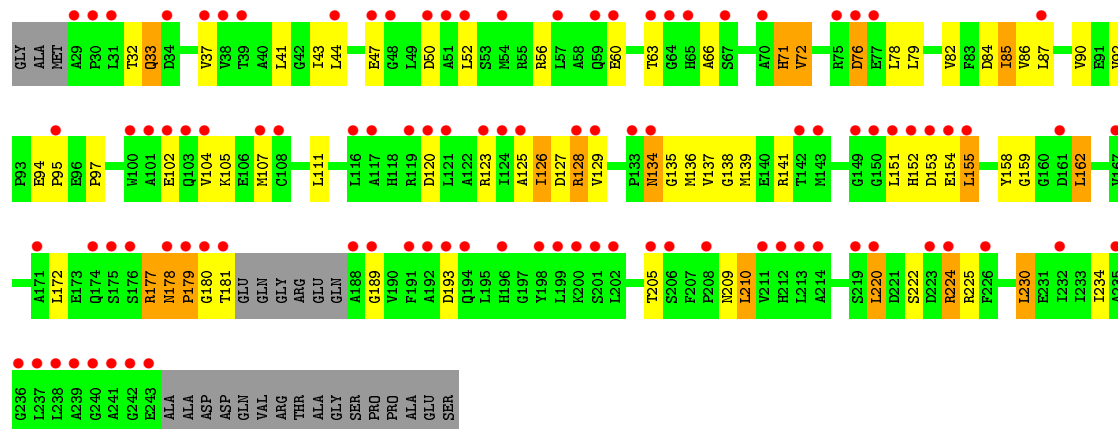 GLY ALA MET A29 P30 L31 T32 Q33 D34 V37 V38 T39 A40 L41 G42 I43 L44 E47 G48 L49 D50 A51 L52 S53 M54 R55 R56 L57 A58 Q59 E60 T63 G64 H65 A66 S67 A70 H71 V72 R75 D76 E77 L78 L79 V82 F83 D84 I85 V86 L87 V90 E91 V92
P93 E94 P95 E96 P97 W100 A101 E102 Q103 V104 K105 E106 M107 C108 L111 L116 A117 H118 R119 D120 L121 A122 R123 I124 A125 I126 D127 R128 V129 P133 N134 G135 M136 V137 G138 M139 E140 R141 T142 M143 G149 G150 L151 H152 D153 E154 L155 Y158 G159 G160 D161 L162 V167
A171 L172 E173 Q174 S175 S176 R177 N178 P179 G180 T181 GLU GLN GLY ARG GLU GLN A188 G189 V190 F191 A192 D193 Q194 L195 H196 G197 Y198 L199 K200 S201 L202 T205 S206 F207 P208 N209 L210 V211 H212 L213 A214 S219 L220 D221 S222 D223 R224 R225 F226 L230 E231 I232 I233 I234 A235
G236 L237 L238 A239 G240 A241 G242 E243 ALA ALA ASP ASP GLN VAL ARG THR ALA GLY SER PRO PRO ALA GLU SER